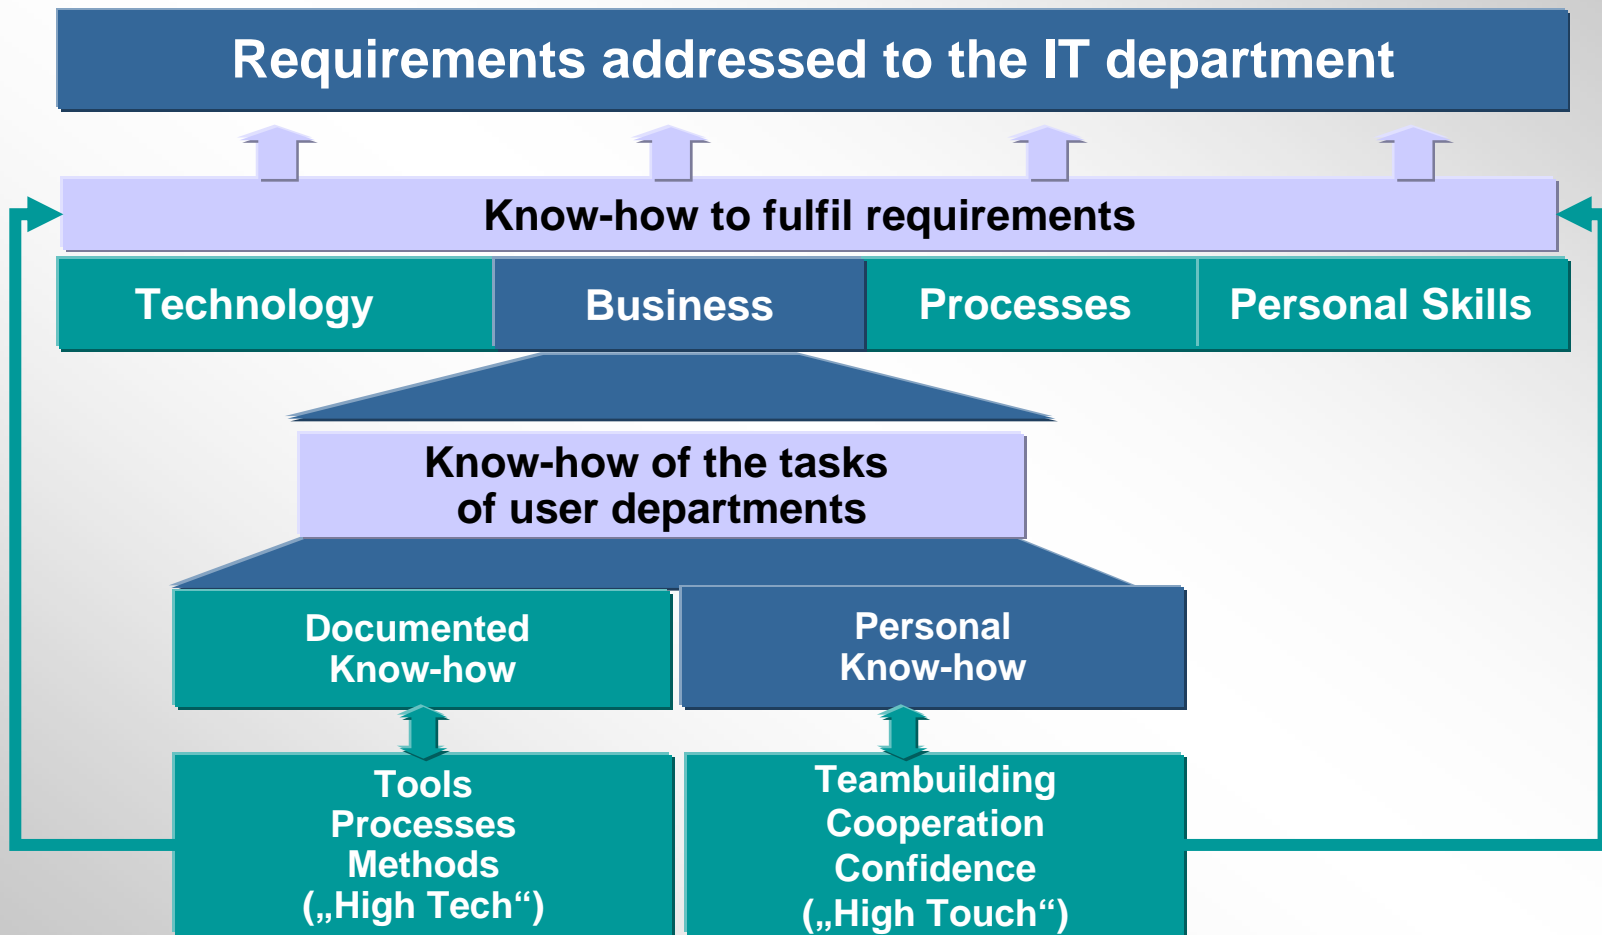 Requirements addressed to the IT department
Know-how to fulfil requirements
Technology
Business
Processes
Personal Skills
Know-how of the tasks
of user departments
Documented
Know-how
Personal
Know-how
Tools
Processes
Methods
(„High Tech“)
Teambuilding
Cooperation
Confidence
(„High Touch“)